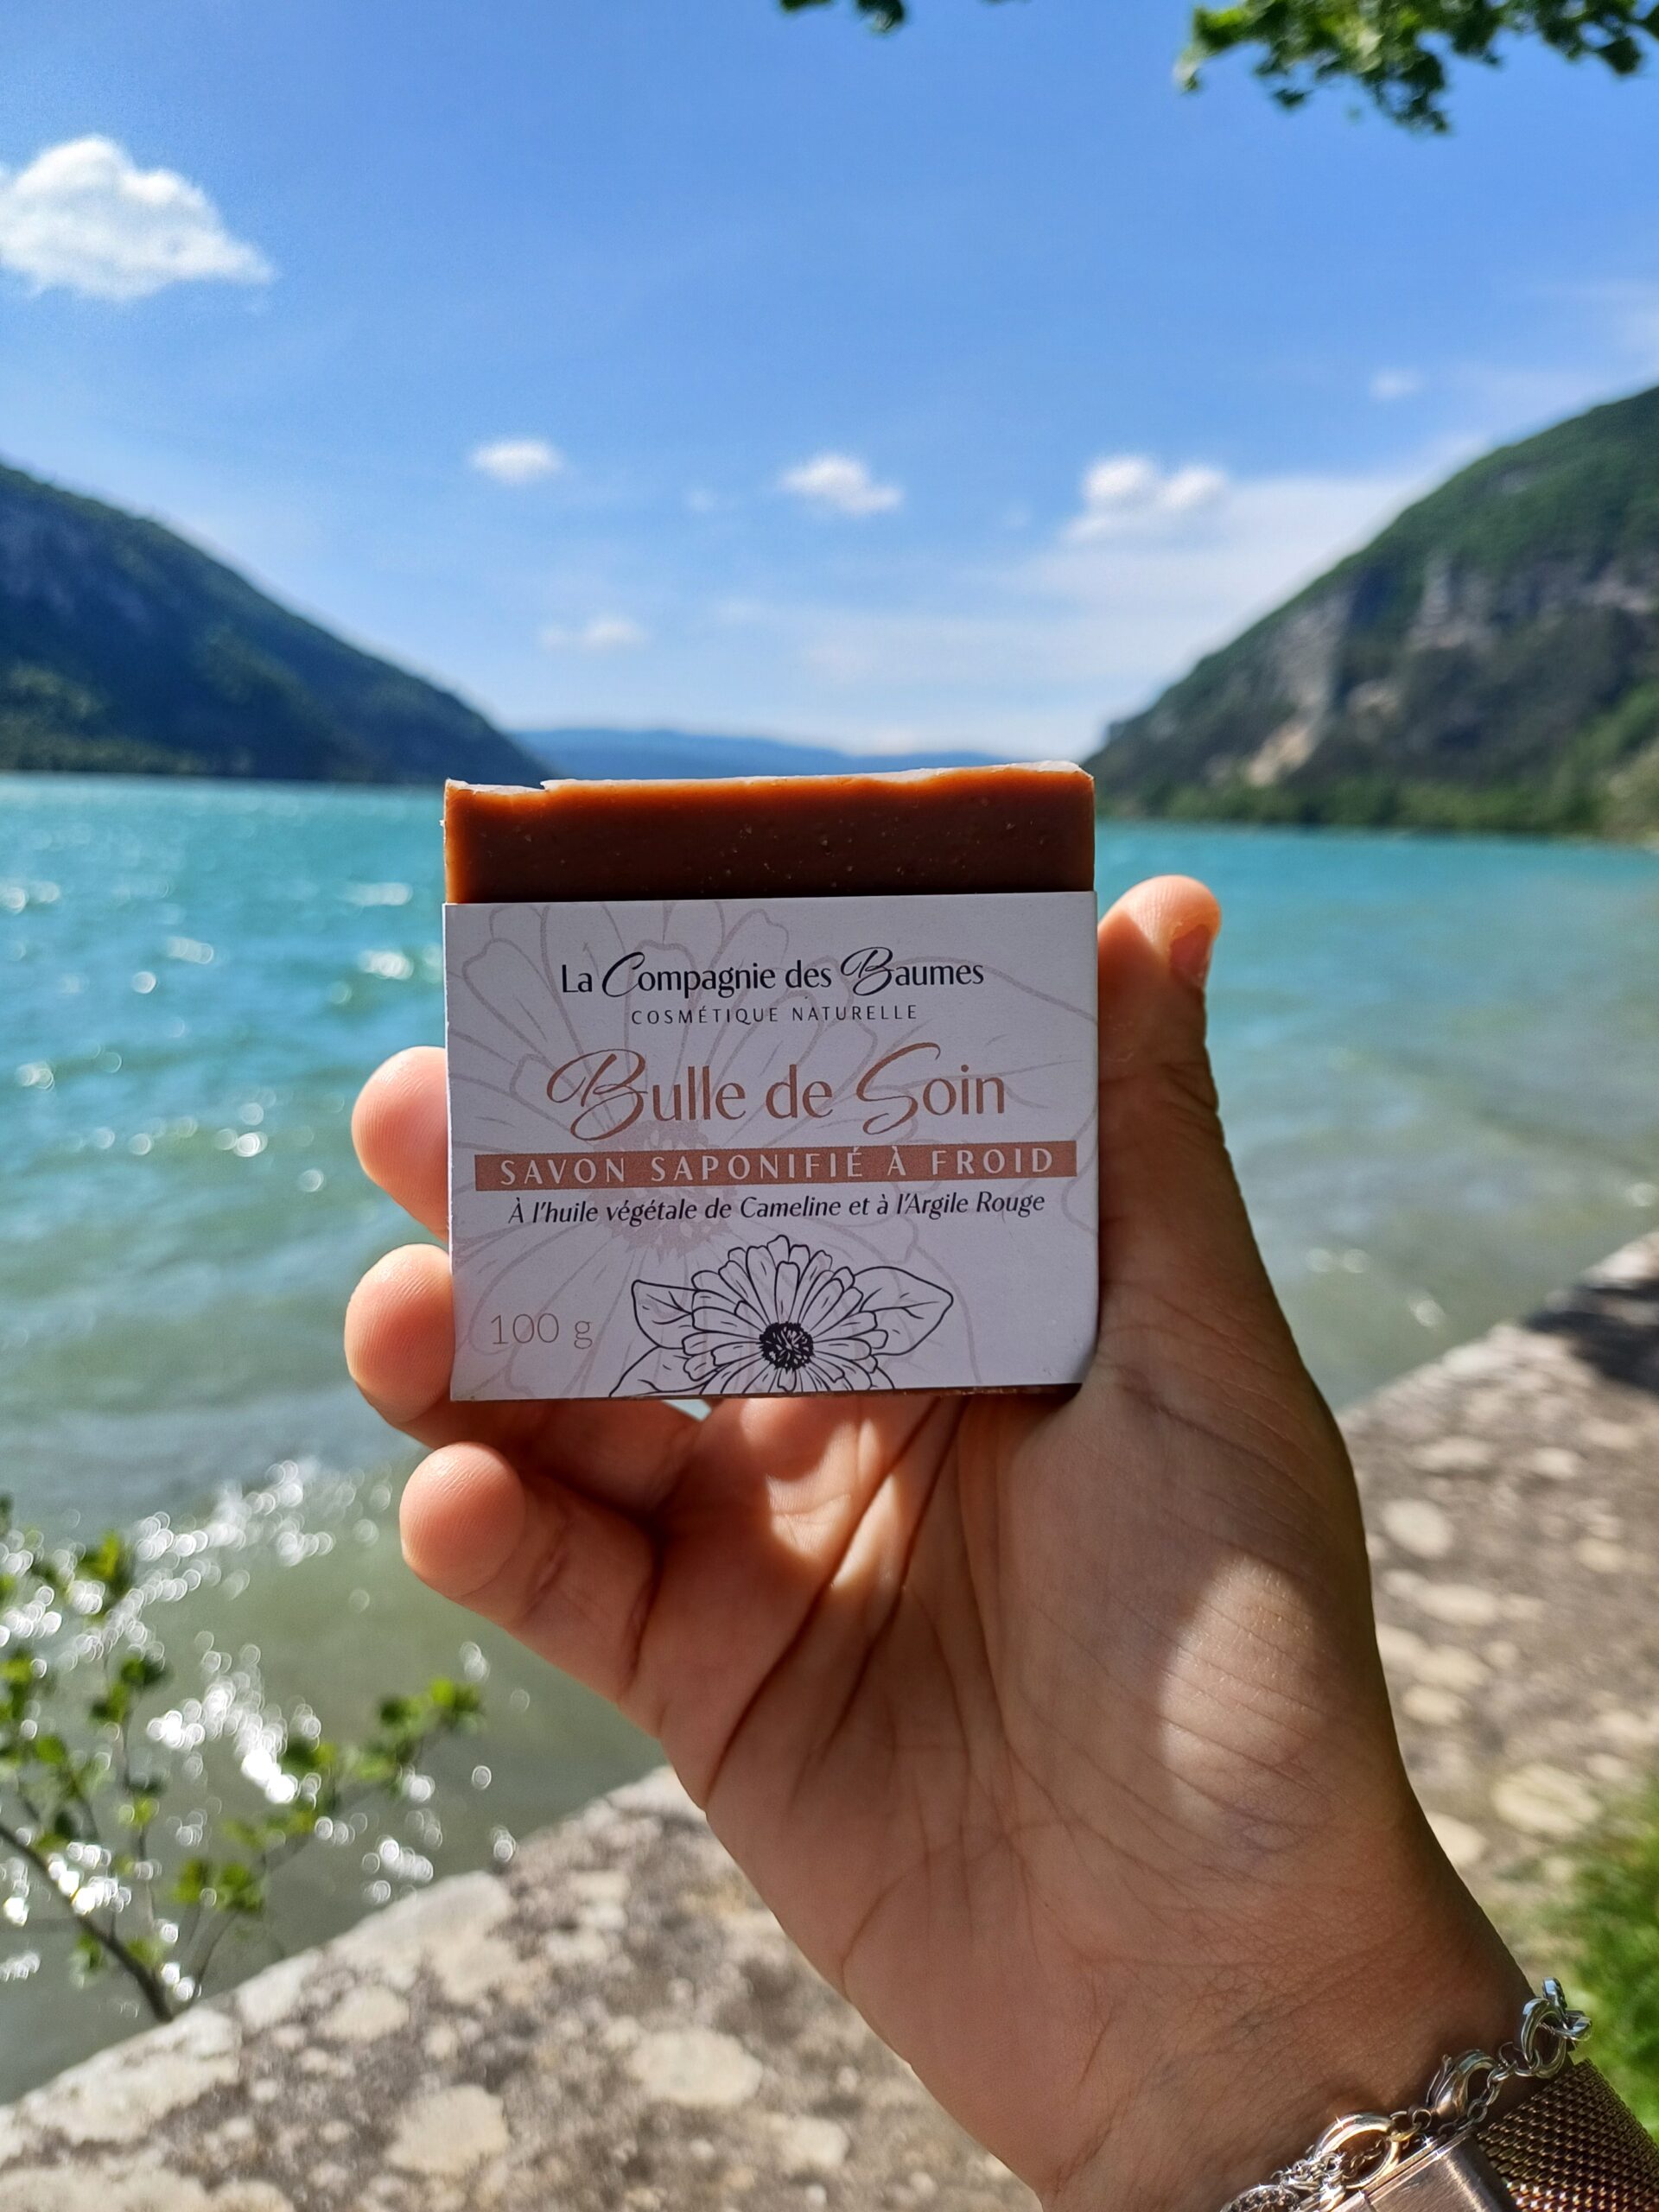 La Compagnie des Baumes
COSMÉTIQUE NATURELLE
Bulle de Soin
SAVON SAPONIFIÉ À FROID
À l'huile végétale de Cameline et à l'Argile Rouge
100 g